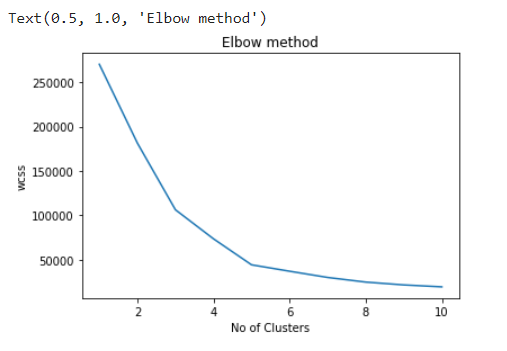 Text(0.5, 1.0, 'Elbow method')
Elbow method
250000
200000
150000
100000
50000
wcss
2 4 6 8 10
No of Clusters